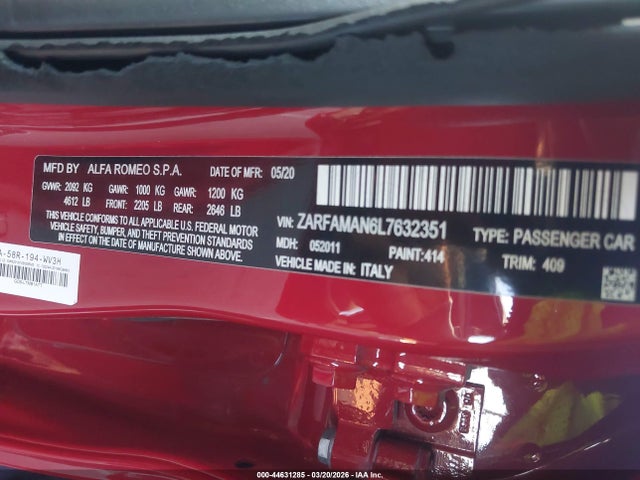 MFD BY ALFA ROMEO S.P.A. DATE OF MFR: 05/20
GVWR: 2092 KG GAWR: 1000 KG GAWR: 1200 KG
4612 LB FRONT: 2205 LB REAR: 2646 LB
THIS VEHICLE CONFORMS TO ALL APPLICABLE U.S. FEDERAL MOTOR
VEHICLE SAFETY, BUMPER, AND THEFT PREVENTION STANDARDS
IN EFFECT ON THE DATE OF MANUFACTURE SHOWN ABOVE.
VIN: ZARFAMAN6L7632351 TYPE: PASSENGER CAR
MDH: 052011 PAINT: 414 TRIM: 409
MADE IN: ITALY
A-58R-194-WV3H
000-44631285 - 03/20/2026 - IAA Inc.